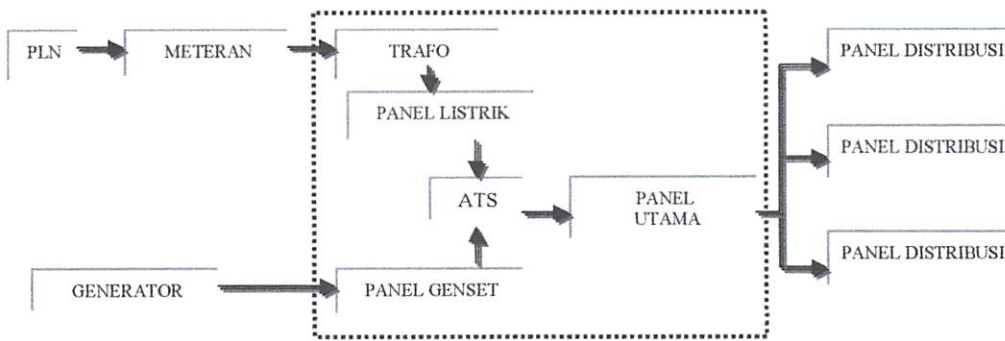 PLN
METERAN
TRAFO
PANEL DISTRIBUSI
PANEL LISTRIK
PANEL DISTRIBUSI
ATS
PANEL
UTAMA
PANEL DISTRIBUSI
GENERATOR
PANEL GENSET